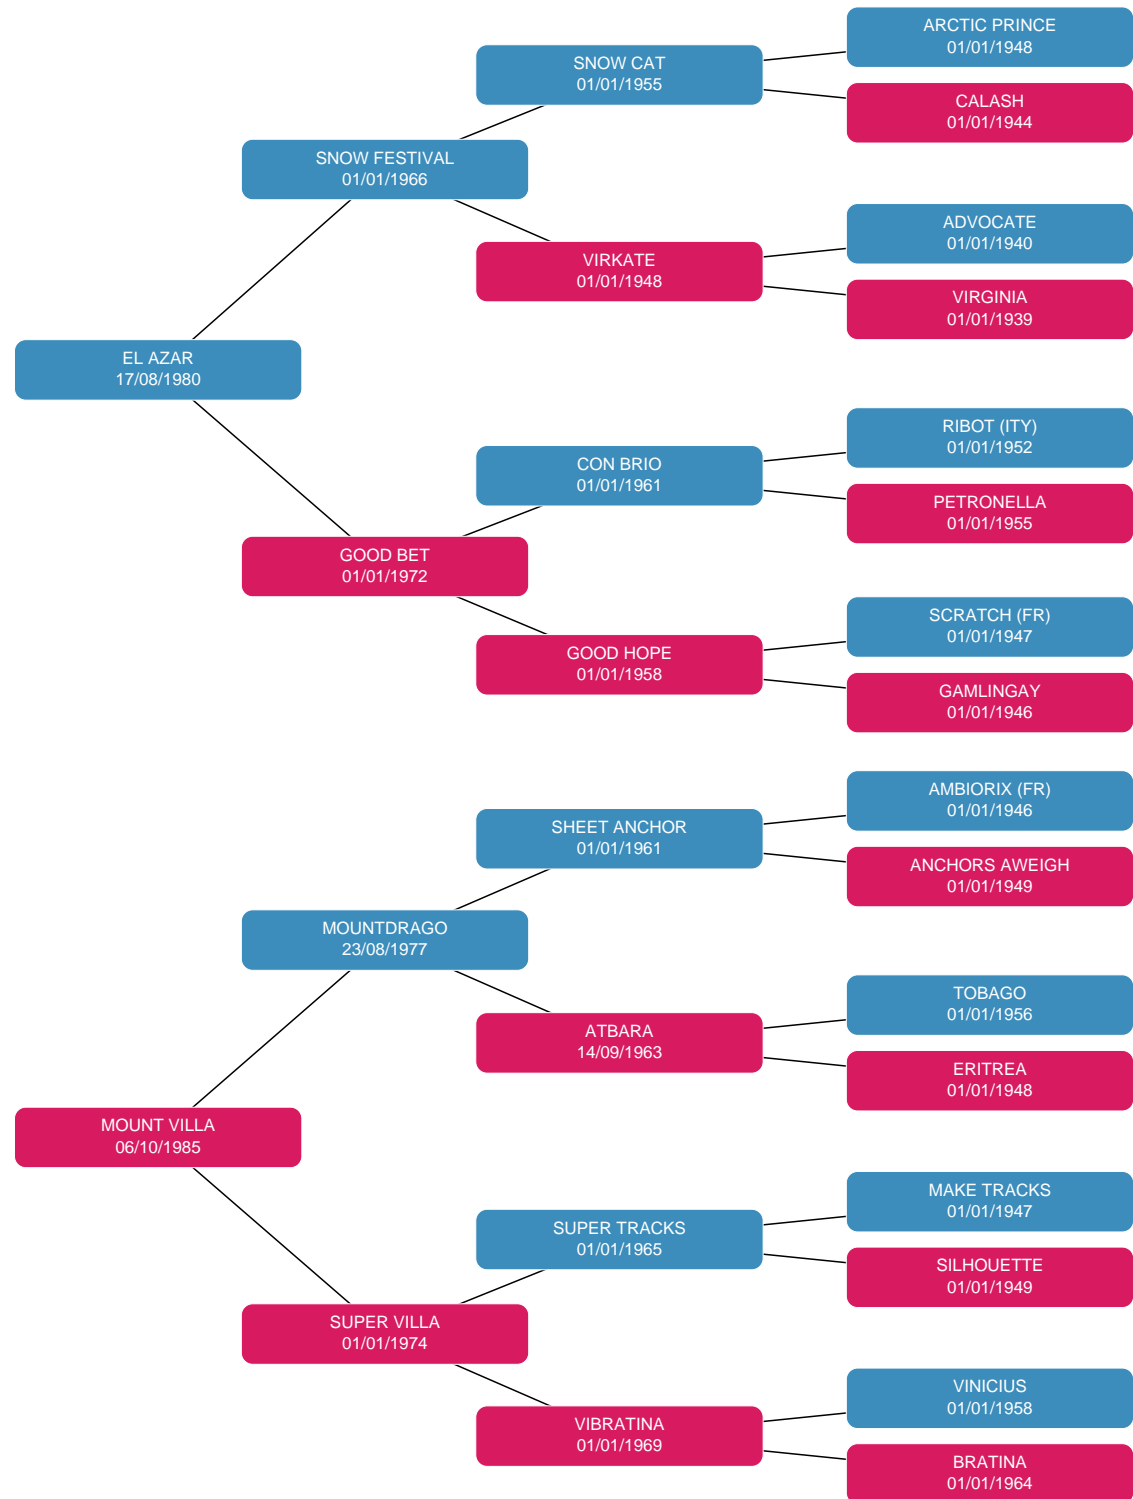 ARCTIC PRINCE
01/01/1948
SNOW CAT
01/01/1955
CALASH
01/01/1944
SNOW FESTIVAL
01/01/1966
ADVOCATE
01/01/1940
VIRKATE
01/01/1948
VIRGINIA
01/01/1939
EL AZAR
17/08/1980
RIBOT (ITY)
01/01/1952
CON BRIO
01/01/1961
PETRONELLA
01/01/1955
GOOD BET
01/01/1972
SCRATCH (FR)
01/01/1947
GOOD HOPE
01/01/1958
GAMLINGAY
01/01/1946
AMBIORIX (FR)
01/01/1946
SHEET ANCHOR
01/01/1961
ANCHORS AWEIGH
01/01/1949
MOUNTDRAGO
23/08/1977
TOBAGO
01/01/1956
ATBARA
14/09/1963
ERITREA
01/01/1948
MOUNT VILLA
06/10/1985
MAKE TRACKS
01/01/1947
SUPER TRACKS
01/01/1965
SILHOUETTE
01/01/1949
SUPER VILLA
01/01/1974
VINICIUS
01/01/1958
VIBRATINA
01/01/1969
BRATINA
01/01/1964